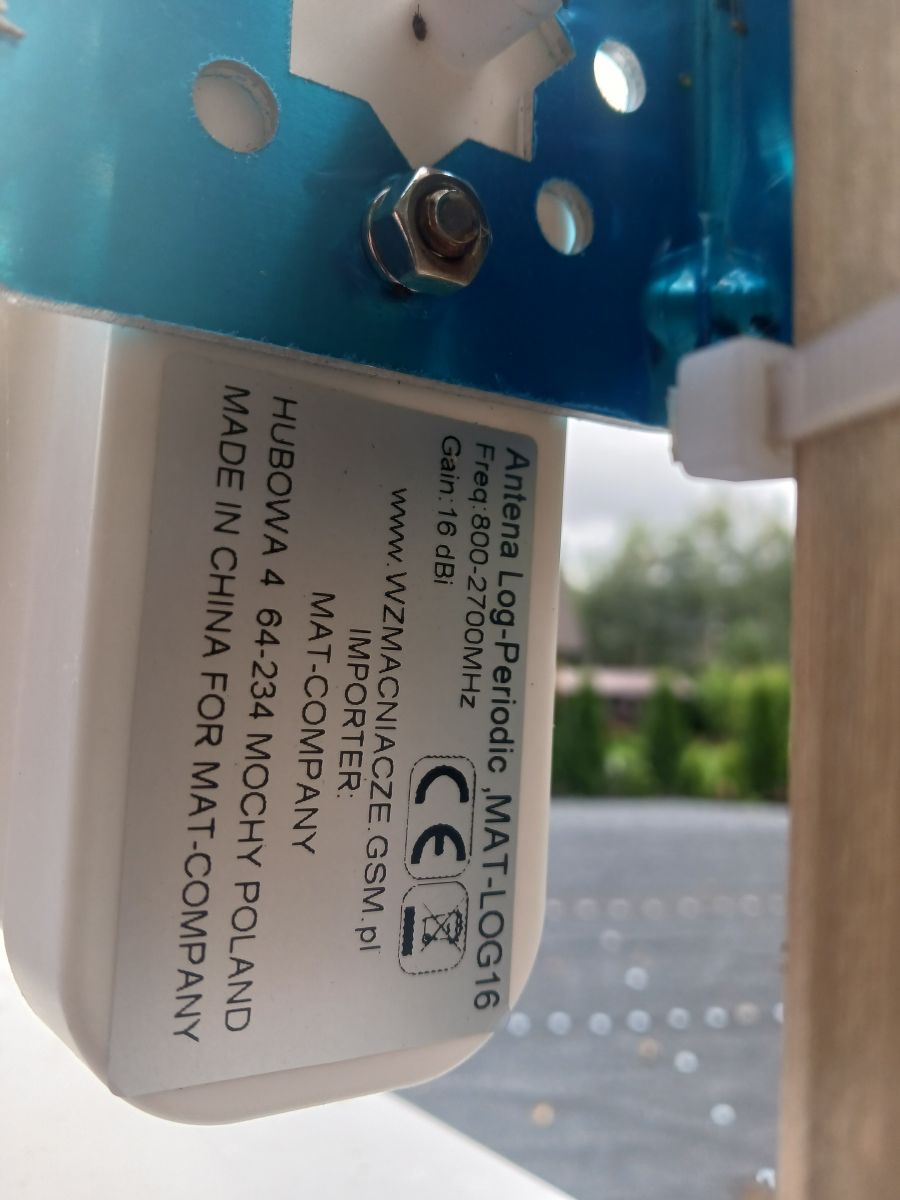 Antena Log-Periodic ,MAT-LOG16
Freq:800-2700MHz
Gain:16 dBi
CE
www.WZMACNIACZE.GSM.pl
IMPORTER:
MAT-COMPANY
HUBOWA 4 64-234 MOCHY POLAND
MADE IN CHINA FOR MAT-COMPANY